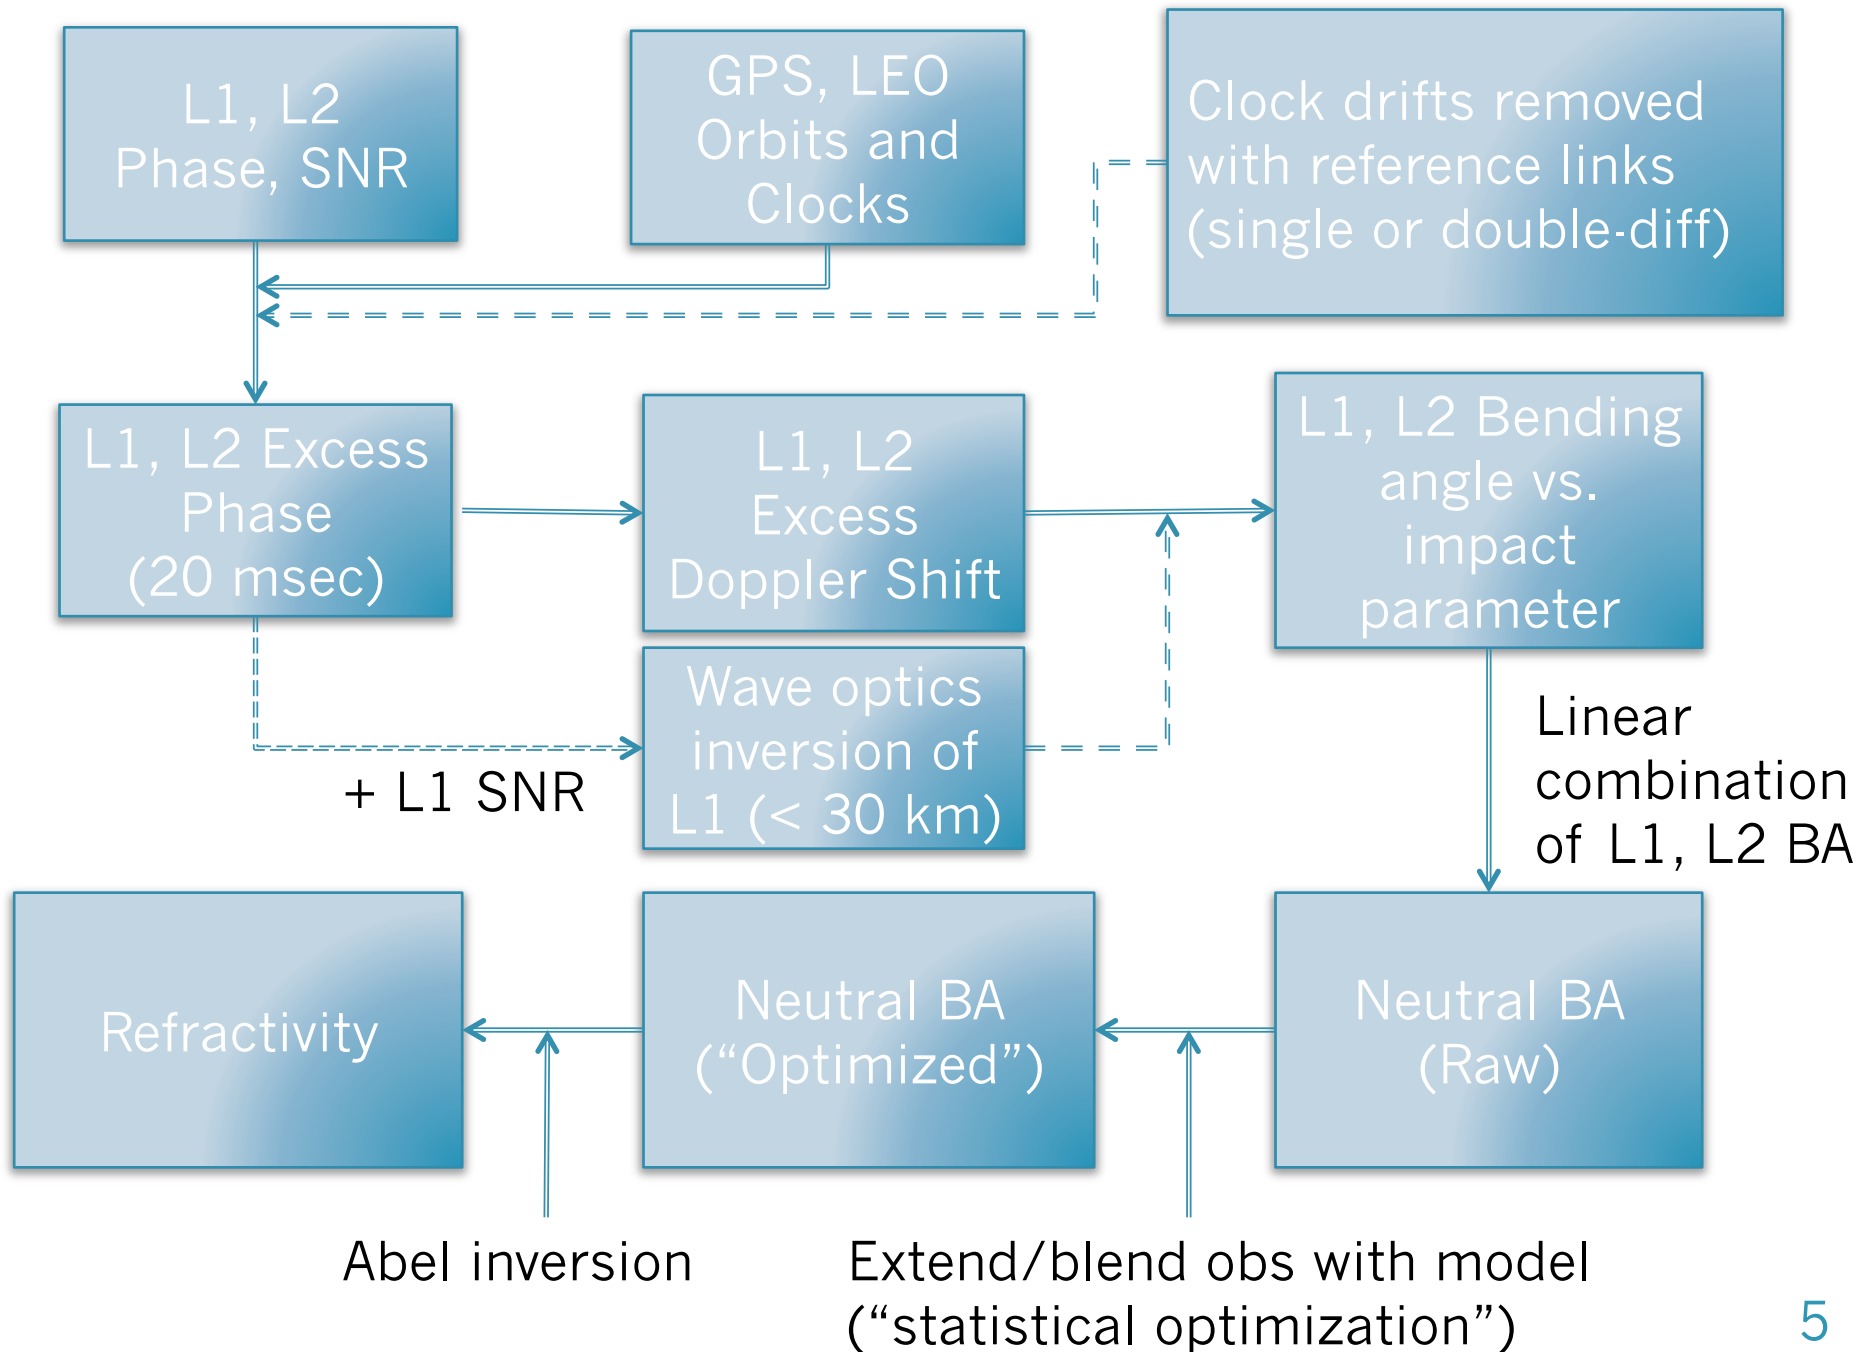 L1, L2
Phase, SNR
GPS, LEO
Orbits and
Clocks
Clock drifts removed
with reference links
(single or double-diff)
L1, L2 Excess
Phase
(20 msec)
L1, L2
Excess
Doppler Shift
L1, L2 Bending
angle vs.
impact
parameter
+ L1 SNR
Wave optics
inversion of
L1 (< 30 km)
Linear
combination
of L1, L2 BA
Refractivity
Neutral BA
(“Optimized”)
Neutral BA
(Raw)
Abel inversion
Extend/blend obs with model
(“statistical optimization”)
5